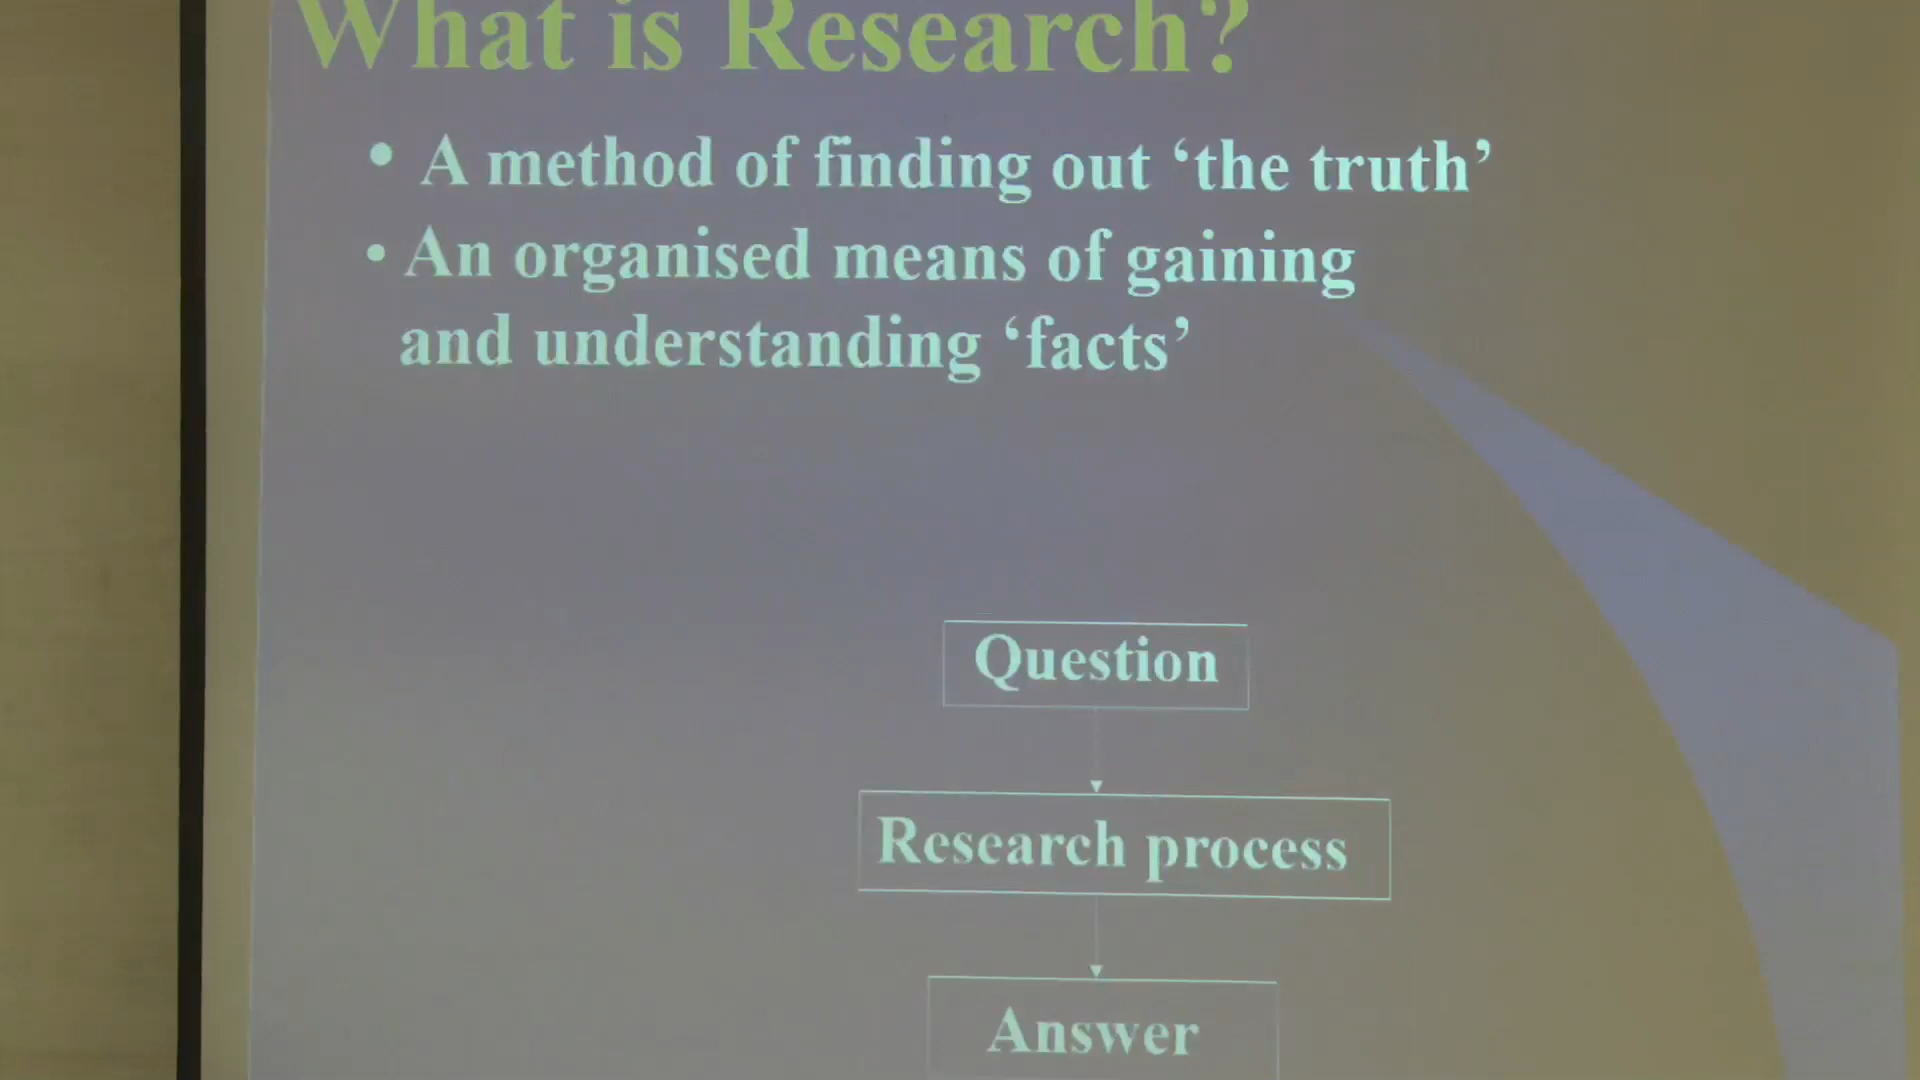 What is Research?
• A method of finding out ‘the truth’
• An organised means of gaining
and understanding ‘facts’
Question
Research process
Answer